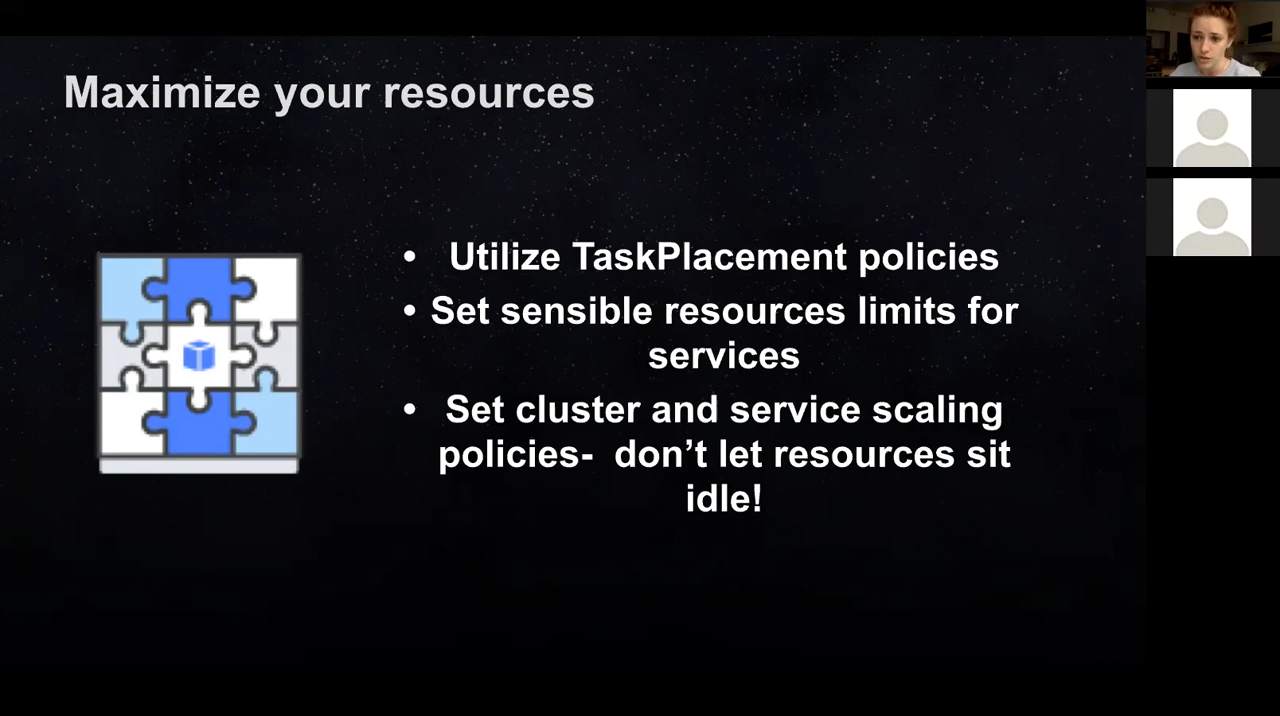 Maximize your resources
• Utilize TaskPlacement policies
• Set sensible resources limits for
services
• Set cluster and service scaling
policies-  don’t let resources sit
idle!